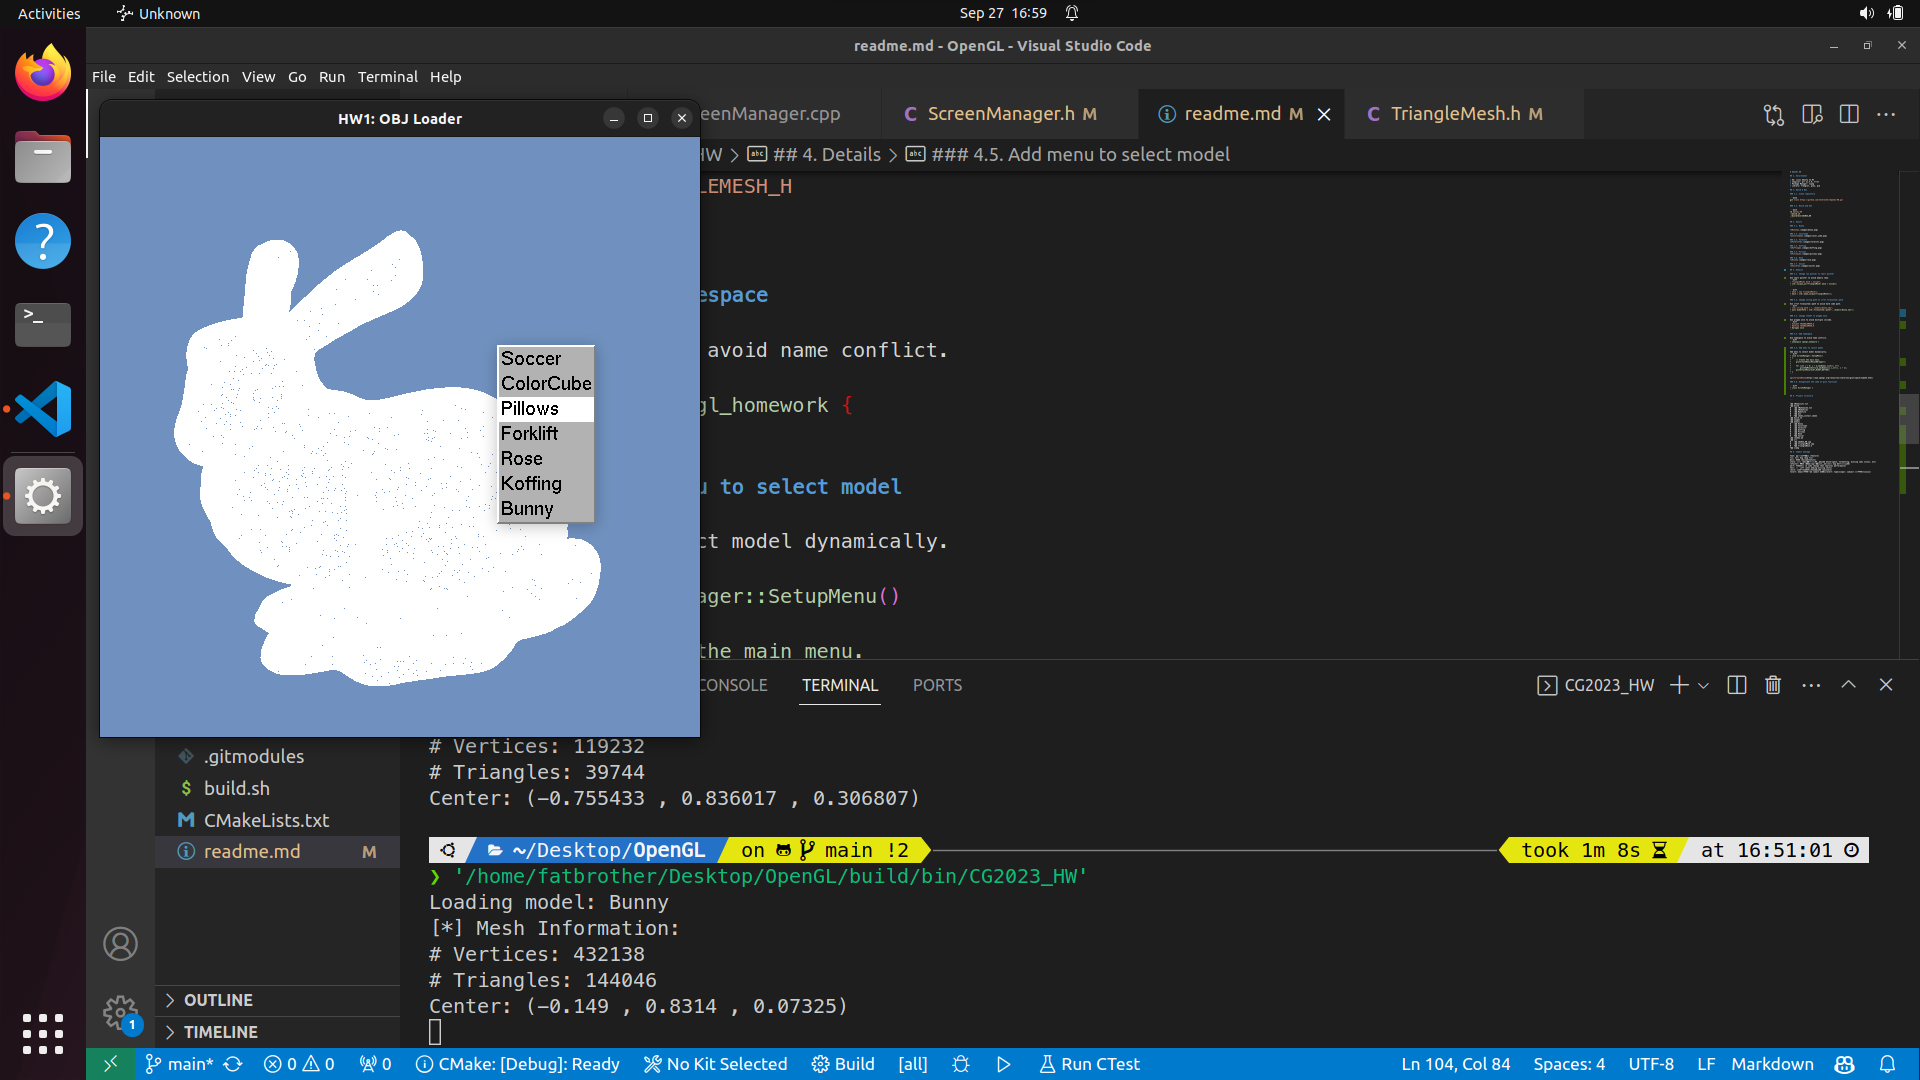 Activities
Unknown
Sep 27 16:59
readme.md - OpenGL - Visual Studio Code
File Edit Selection View Go Run Terminal Help
HW1: OBJ Loader
eenManager.cpp
C ScreenManager.h M
readme.md M
C TriangleMesh.h M
HW > ## 4. Details > ### 4.5. Add menu to select model
LEMESH_H
espace
avoid name conflict.
gl_homework {
u to select model
ct model dynamically.
ager::SetupMenu()
the main menu.
Soccer
ColorCube
Pillows
Forklift
Rose
Koffing
Bunny
CONSOLE
TERMINAL
PORTS
CG2023_HW
.gitmodules
$ build.sh
M CMakeLists.txt
readme.md M
OUTLINE
TIMELINE
1
# Vertices: 119232
# Triangles: 39744
Center: (-0.755433 , 0.836017 , 0.306807)
~/Desktop/OpenGL on main !2 took 1m 8s at 16:51:01
❯ '/home/fatbrother/Desktop/OpenGL/build/bin/CG2023_HW'
Loading model: Bunny
[*] Mesh Information:
# Vertices: 432138
# Triangles: 144046
Center: (-0.149 , 0.8314 , 0.07325)
main* 0 0 0 CMake: [Debug]: Ready No Kit Selected Build [all] Run CTest Ln 104, Col 84 Spaces: 4 UTF-8 LF Markdown